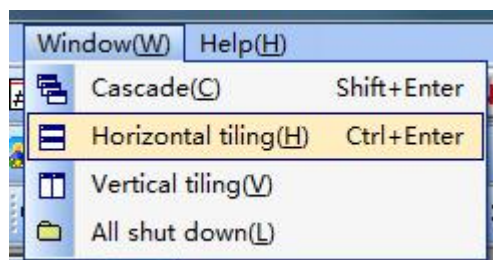 Window(W) Help(H)
Cascade(C) Shift+Enter
Horizontal tiling(H) Ctrl+Enter
Vertical tiling(V)
All shut down(L)